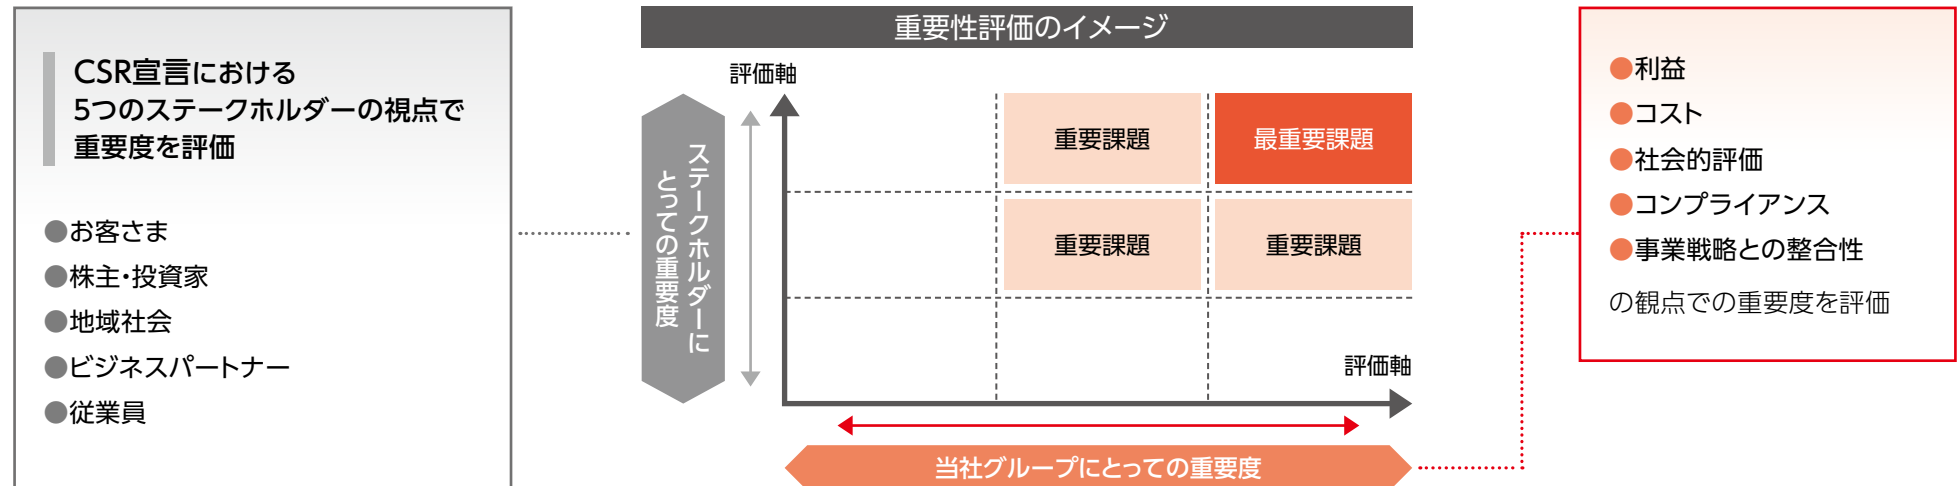 CSR宣言における
5つのステークホルダーの視点で
重要度を評価
●お客さま
●株主・投資家
●地域社会
●ビジネスパートナー
●従業員
重要性評価のイメージ
評価軸
ステークホルダーに
とっての重要度
重要課題
最重要課題
重要課題
重要課題
評価軸
当社グループにとっての重要度
●利益
●コスト
●社会的評価
●コンプライアンス
●事業戦略との整合性
の観点での重要度を評価